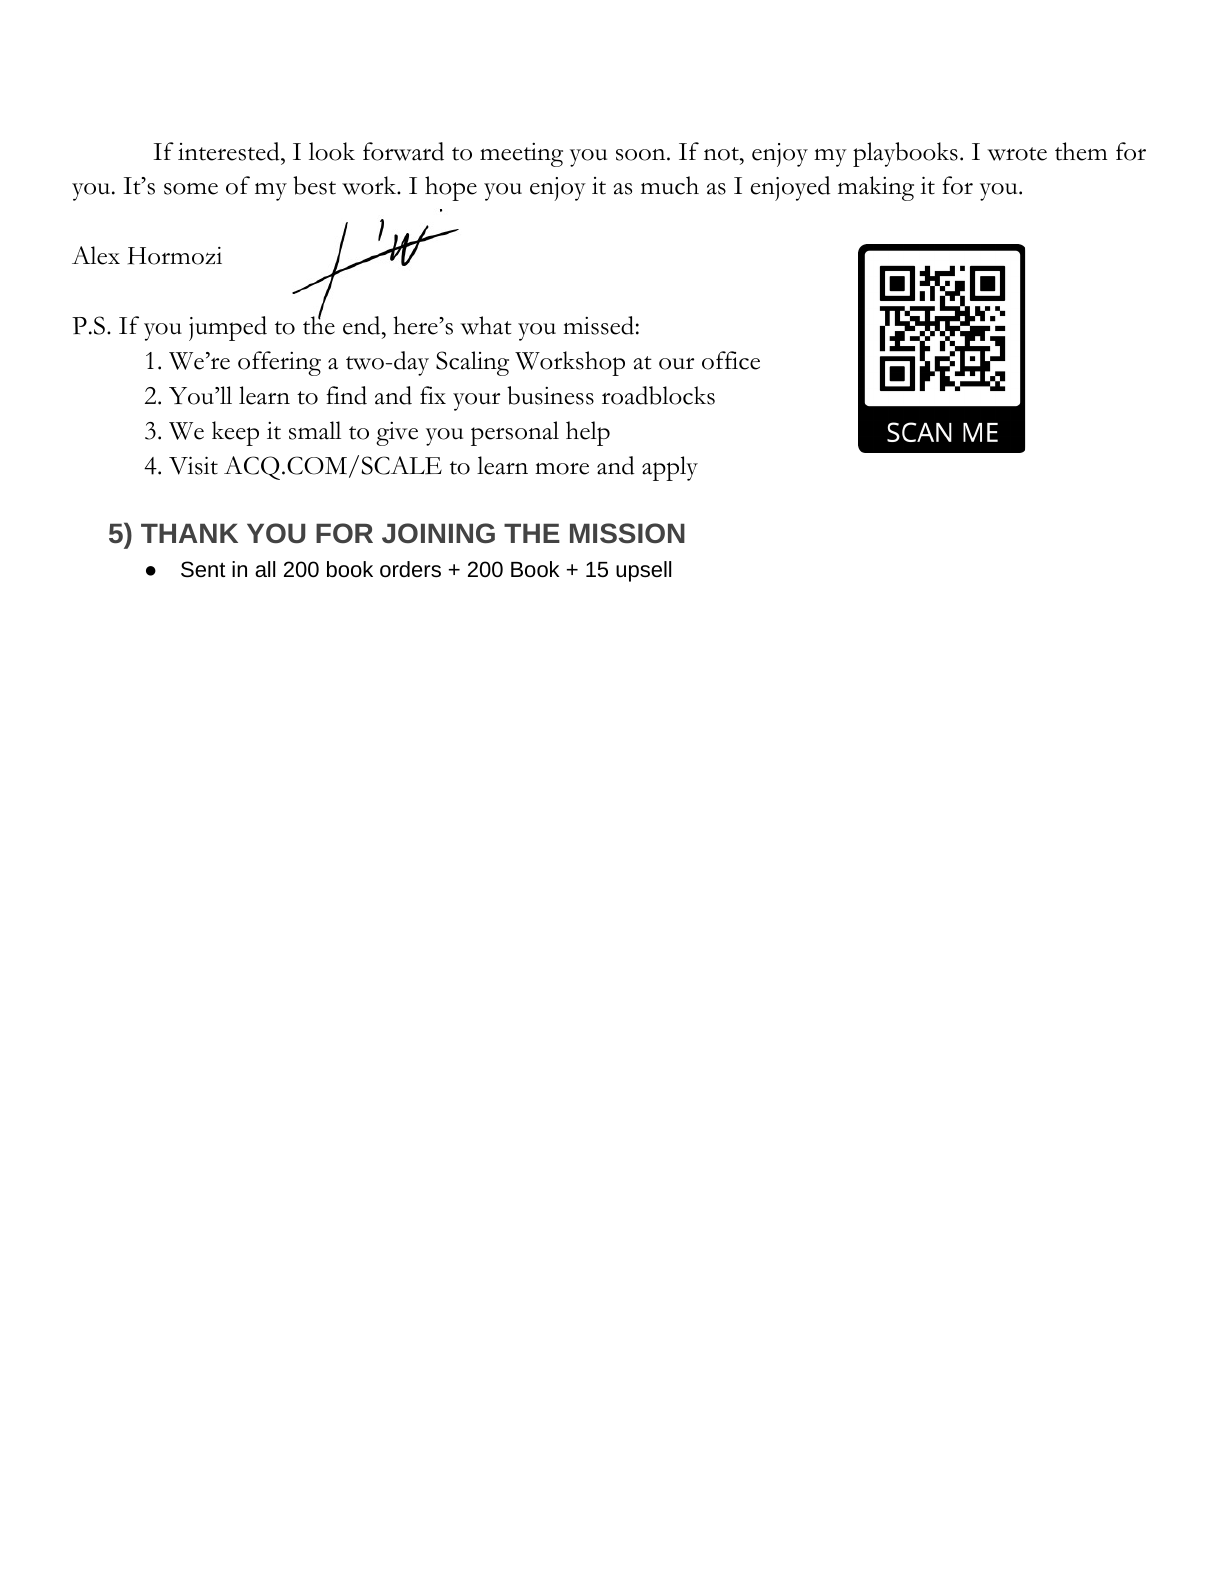 If interested, I look forward to meeting you soon. If not, enjoy my playbooks. I wrote them for
you. It’s some of my best work. I hope you enjoy it as much as I enjoyed making it for you.
Alex Hormozi
P.S. If you jumped to the end, here’s what you missed:
1. We’re offering a two-day Scaling Workshop at our office
2. You’ll learn to find and fix your business roadblocks
3. We keep it small to give you personal help
4. Visit ACQ.COM/SCALE to learn more and apply
SCAN ME
5) THANK YOU FOR JOINING THE MISSION
● Sent in all 200 book orders + 200 Book + 15 upsell